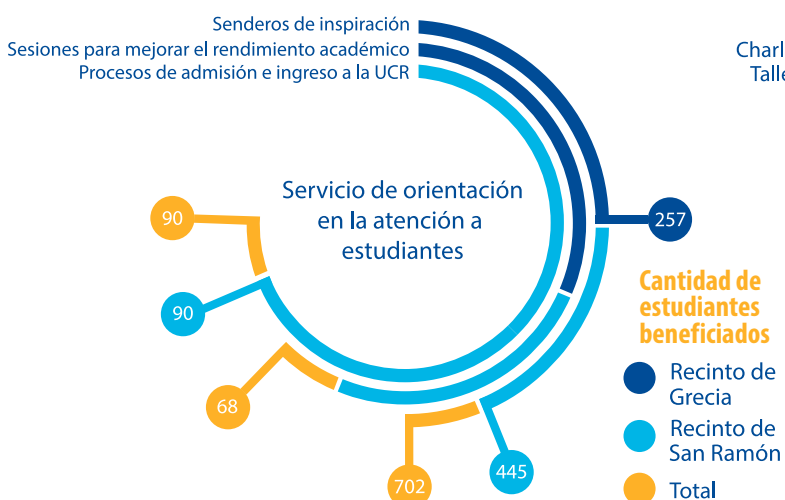 Senderos de inspiración
Sesiones para mejorar el rendimiento académico
Procesos de admisión e ingreso a la UCR
Servicio de orientación
en la atención a
estudiantes
90
90
68
702
445
257
Cantidad de
estudiantes
beneficiados
Recinto de
Grecia
Recinto de
San Ramón
Total